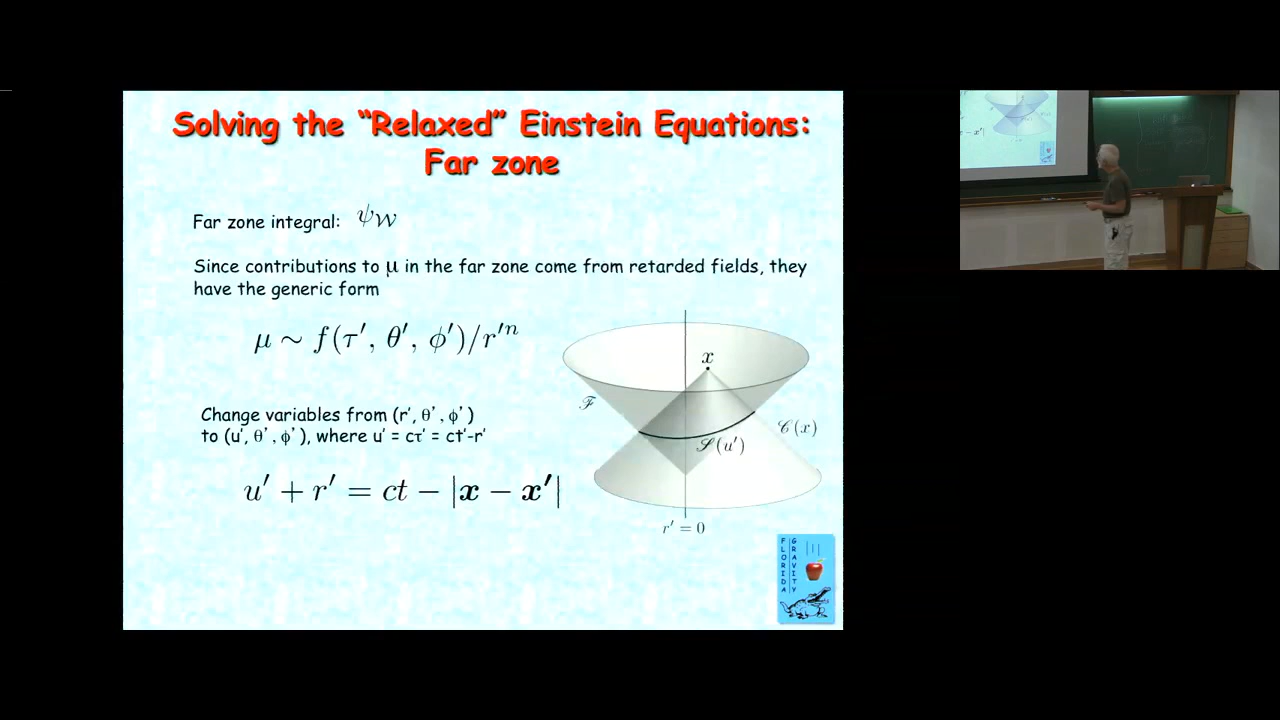 Solving the “Relaxed” Einstein Equations:
Far zone
Far zone integral: ψ𝒲
Since contributions to μ in the far zone come from retarded fields, they
have the generic form
μ ∼ f(τ′, θ′, ϕ′)/r′ⁿ
x
ℱ
𝒞(x)
𝒮(u′)
r′ = 0
Change variables from (r′, θ′, ϕ′)
to (u′, θ′, ϕ′), where u′ = cτ′ = ct′-r′
u′ + r′ = ct − |x − x′|
FLORIDA
GRAVITY